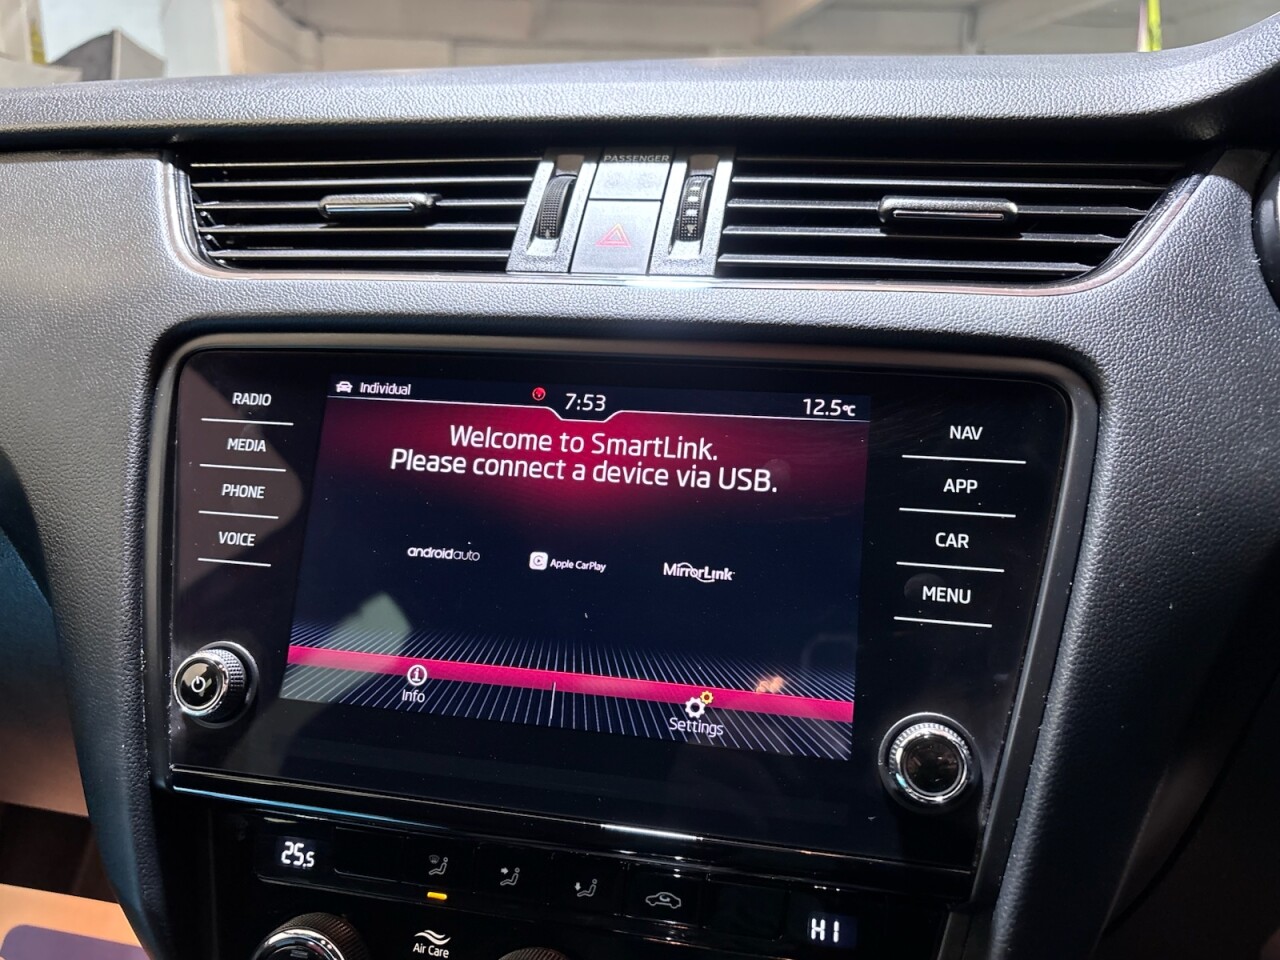 PASSENGER
RADIO
MEDIA
PHONE
VOICE
Individual
7:53
12.5°C
Welcome to SmartLink.
Please connect a device via USB.
androidauto
Apple CarPlay
MirrorLink
Info
Settings
NAV
APP
CAR
MENU
25.5
HI
Air Care